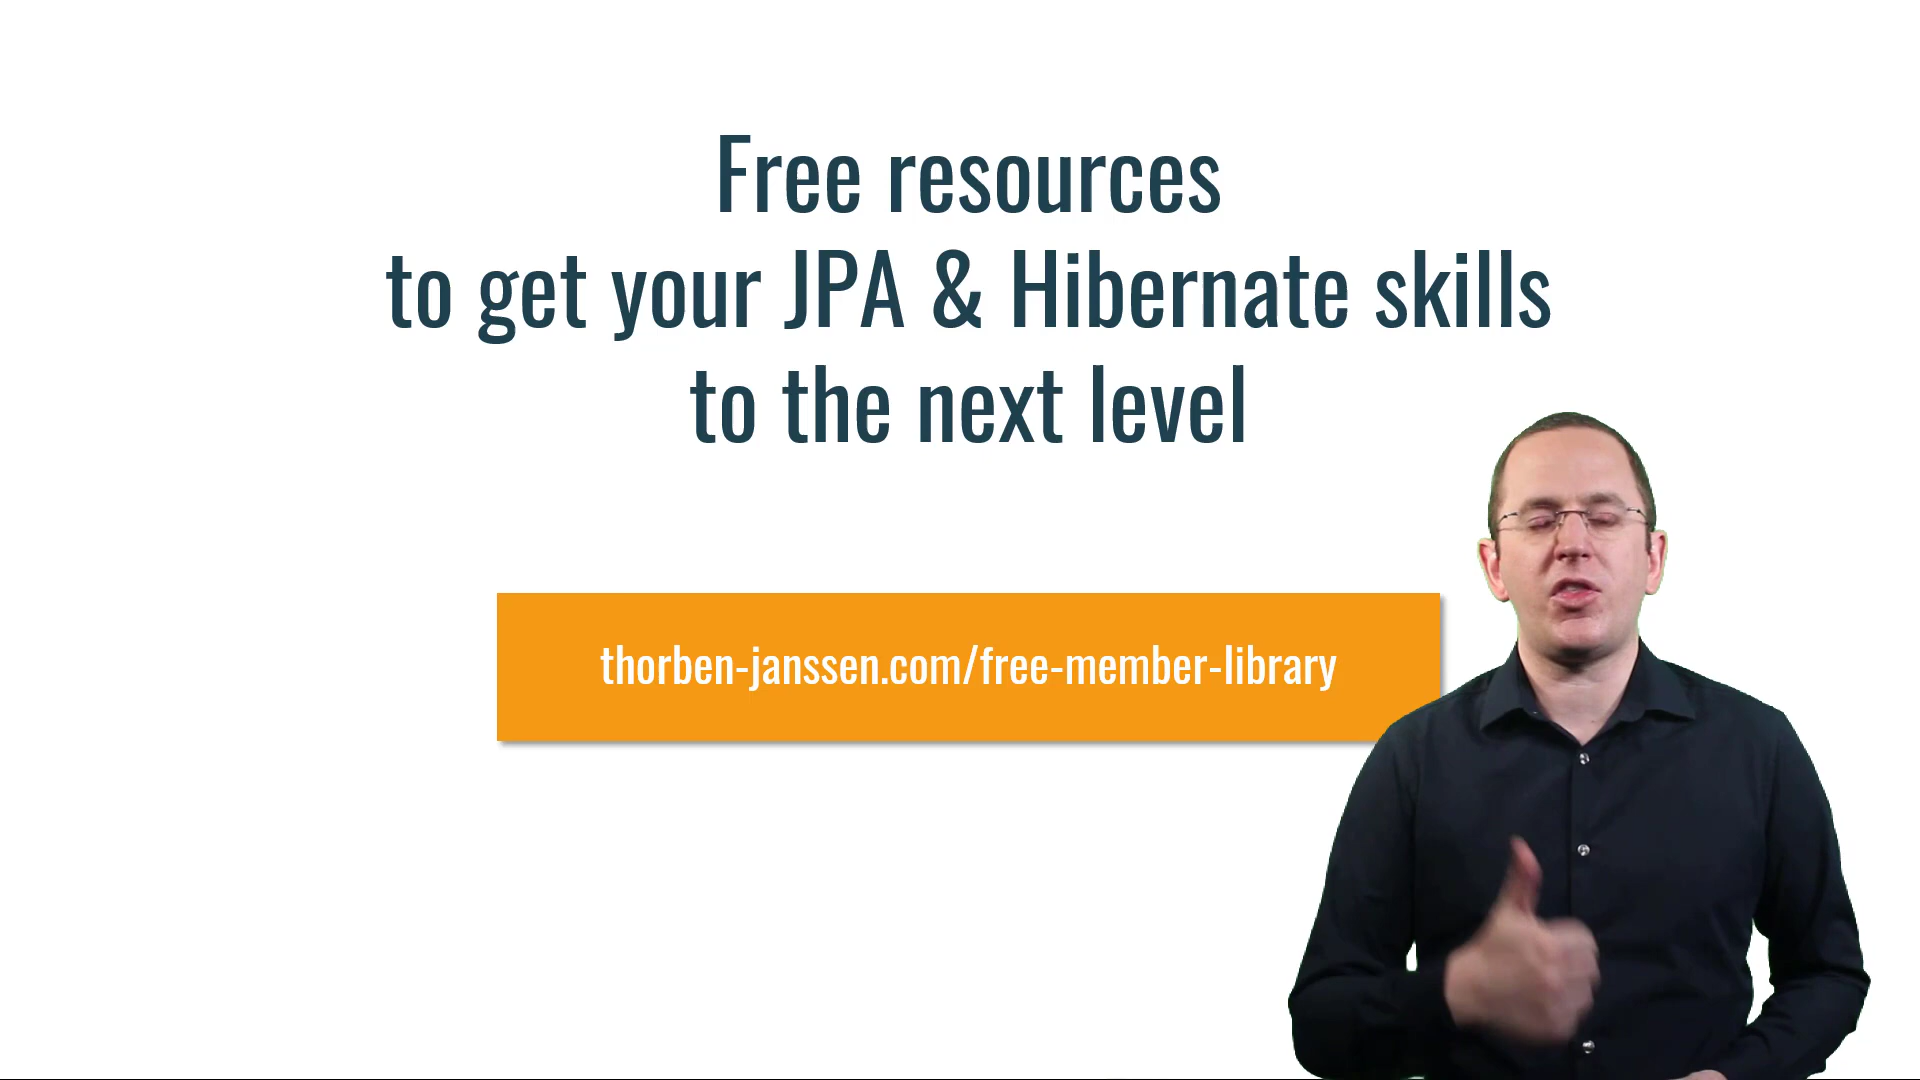 Free resources
to get your JPA & Hibernate skills
to the next level
thorben-janssen.com/free-member-library